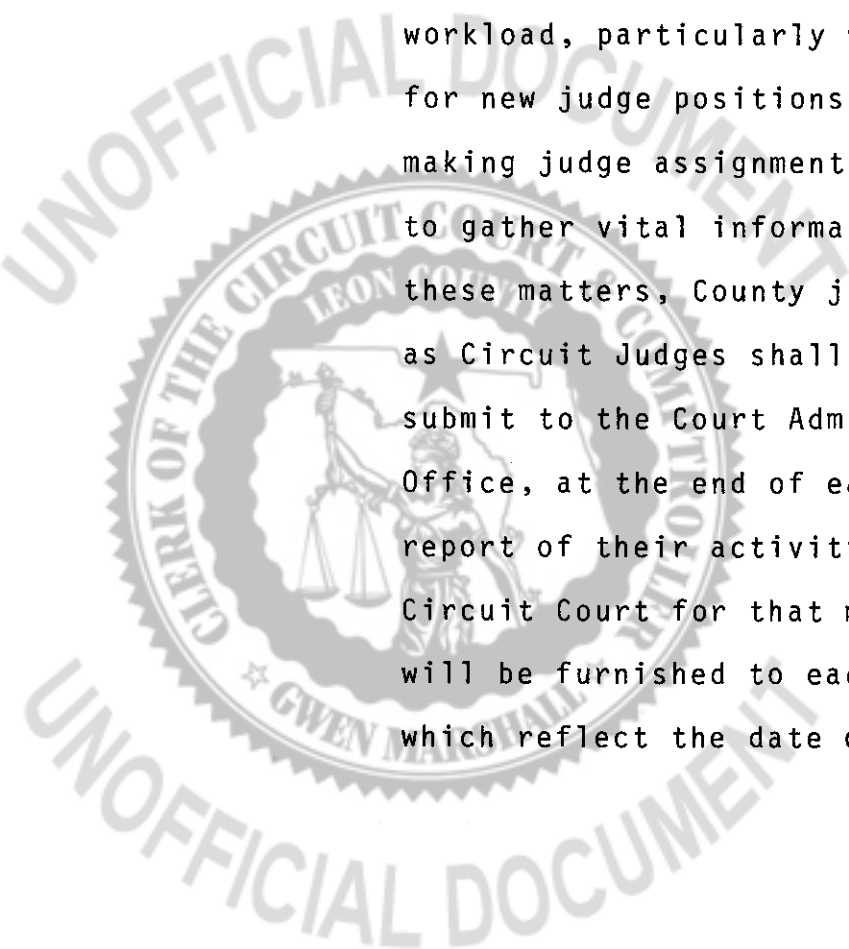 workload, particularly
for new judge positions
making judge assignment
to gather vital informa
these matters, County j
as Circuit Judges shall
submit to the Court Adm
Office, at the end of ea
report of their activit
Circuit Court for that
will be furnished to ea
which reflect the date
UNOFFICIAL DOCUMENT
CLERK OF THE CIRCUIT COURT & COMPTROLLER
LEON COUNTY
GWEN MARSHALL
UNOFFICIAL DOCUMENT